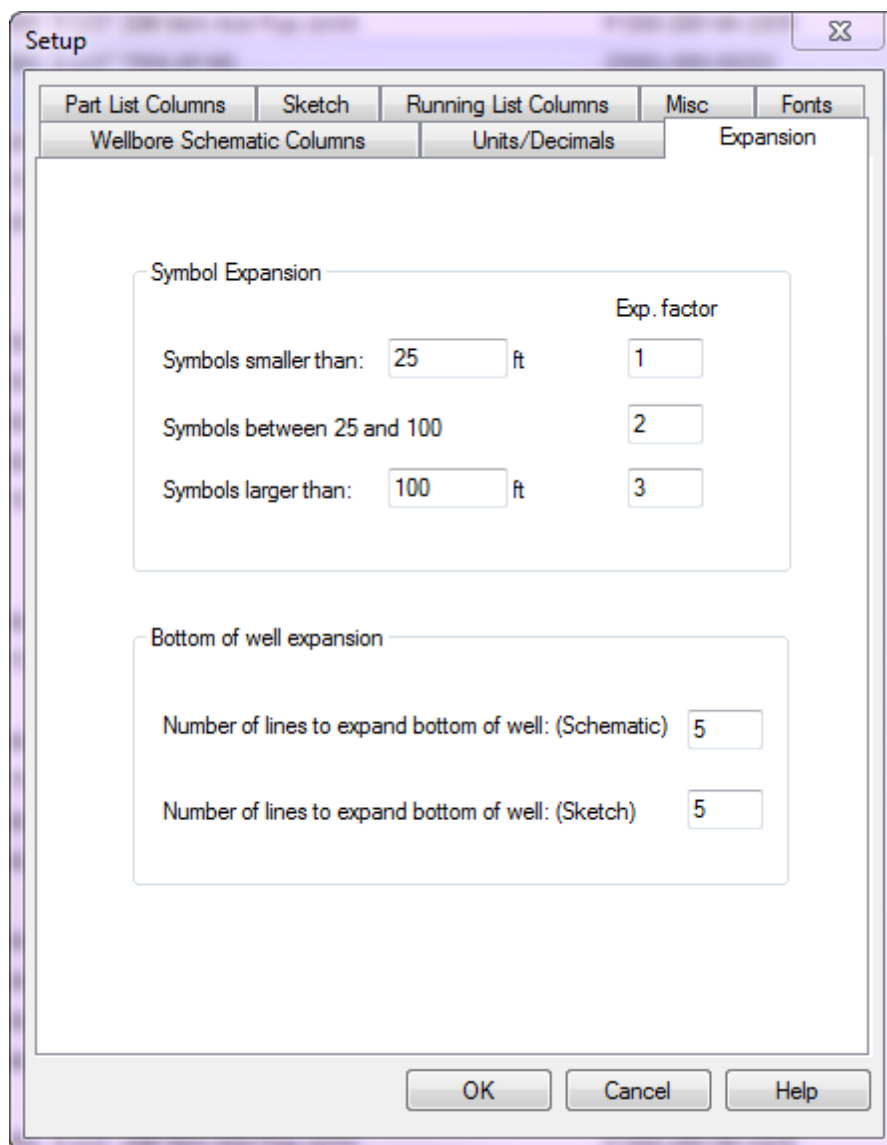 Setup
Part List Columns Sketch Running List Columns Misc Fonts
Wellbore Schematic Columns Units/Decimals Expansion
Symbol Expansion
Exp. factor
Symbols smaller than: 25 ft 1
Symbols between 25 and 100 2
Symbols larger than: 100 ft 3
Bottom of well expansion
Number of lines to expand bottom of well: (Schematic) 5
Number of lines to expand bottom of well: (Sketch) 5
OK Cancel Help